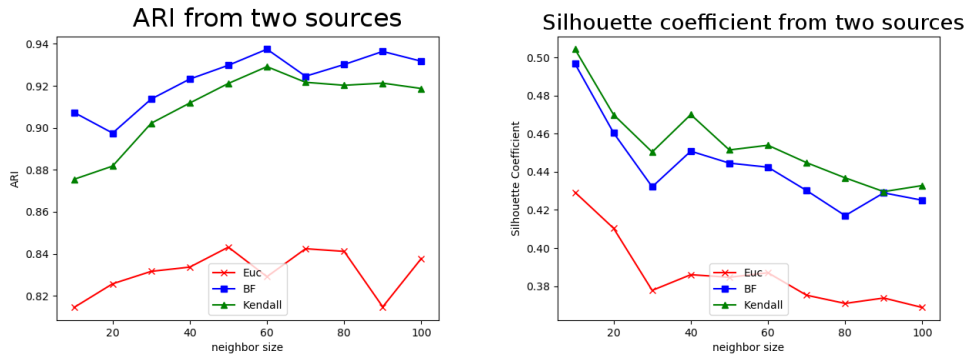 ARI from two sources
0.94
0.92
0.90
0.88
0.86
0.84
0.82
ARI
20
40
60
80
100
neighbor size
Euc
BF
Kendall
Silhouette coefficient from two sources
0.50
0.48
0.46
0.44
0.42
0.40
0.38
Silhouette Coefficient
20
40
60
80
100
neighbor size
Euc
BF
Kendall